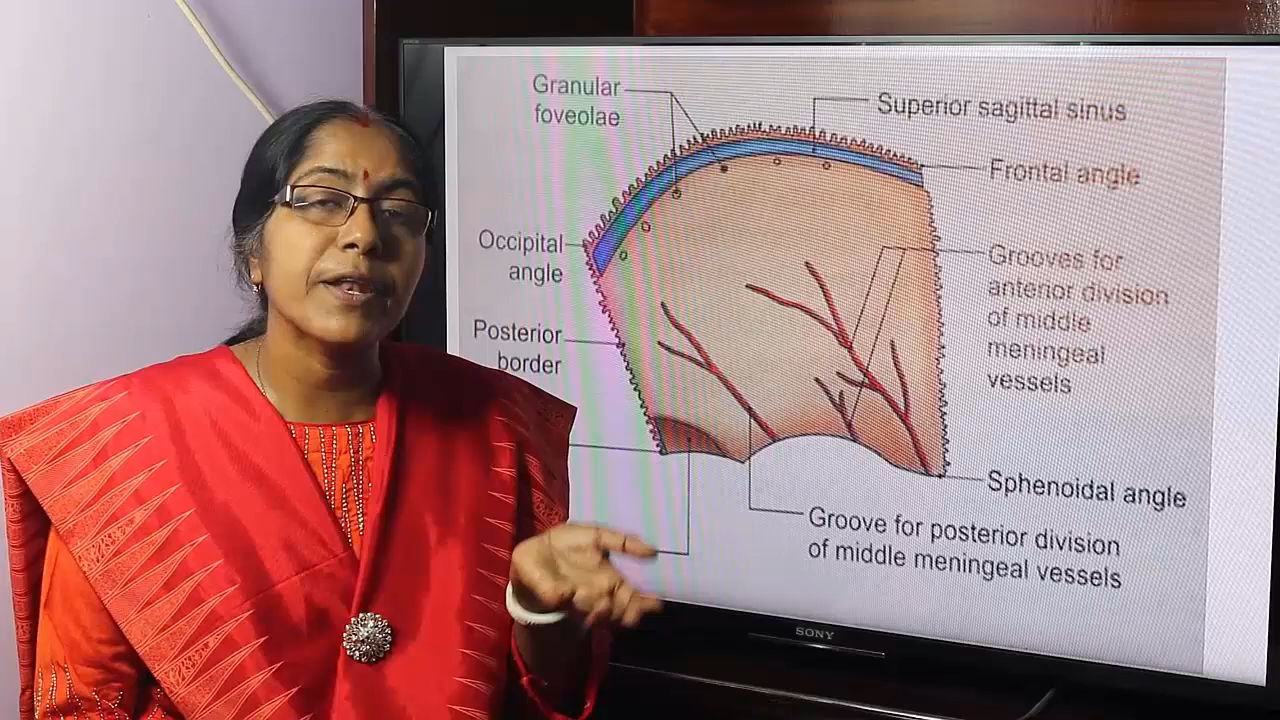 Granular
foveolae
Superior sagittal sinus
Frontal angle
Occipital
angle
Grooves for
anterior division
of middle
meningeal
vessels
Posterior
border
Sphenoidal angle
Groove for posterior division
of middle meningeal vessels
SONY